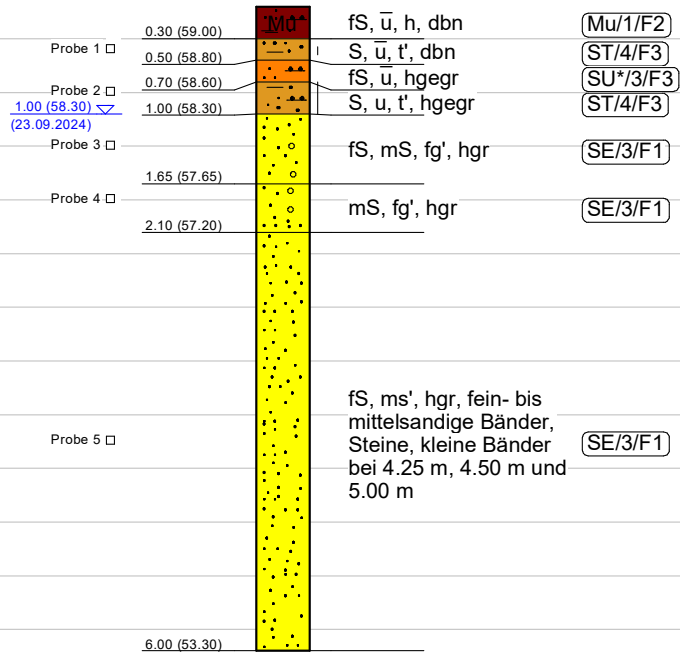 Mu
fS, u̅, h, dbn
Mu/1/F2
0.30 (59.00)
Probe 1
S, u̅, t', dbn
ST/4/F3
0.50 (58.80)
fS, u̅, hgegr
SU*/3/F3
0.70 (58.60)
Probe 2
S, u, t', hgegr
ST/4/F3
1.00 (58.30)
1.00 (58.30)
(23.09.2024)
Probe 3
fS, mS, fg', hgr
SE/3/F1
1.65 (57.65)
Probe 4
mS, fg', hgr
SE/3/F1
2.10 (57.20)
fS, ms', hgr, fein- bis
mittelsandige Bänder,
Steine, kleine Bänder
bei 4.25 m, 4.50 m und
5.00 m
Probe 5
SE/3/F1
6.00 (53.30)